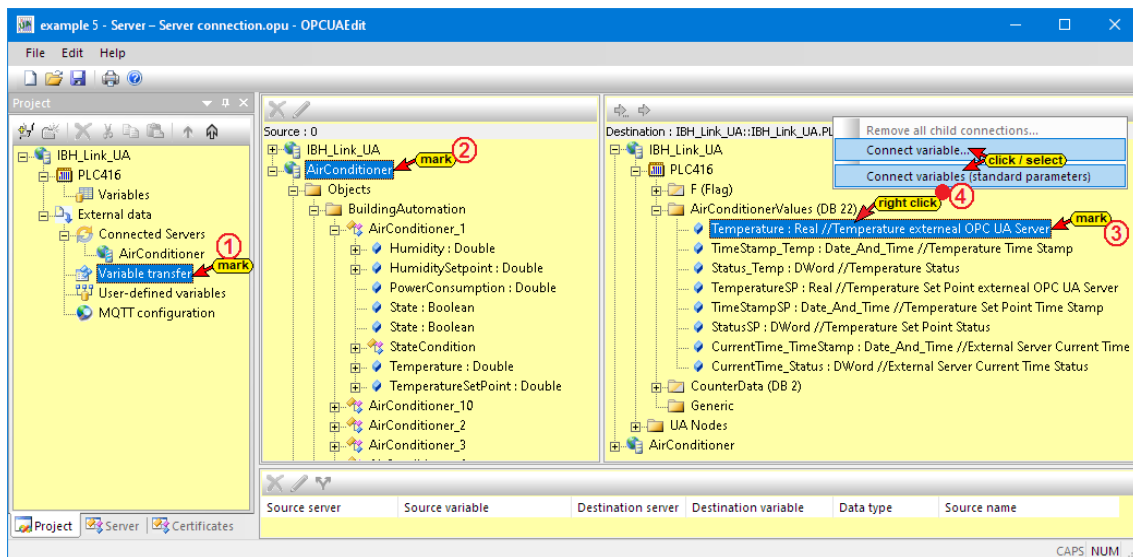 example 5 - Server – Server connection.opu - OPCUAEdit
File Edit Help
Project
IBH_Link_UA
PLC416
Variables
External data
Connected Servers
AirConditioner
1
Variable transfer
mark
User-defined variables
MQTT configuration
Project Server Certificates
Source : 0
IBH_Link_UA
AirConditioner
mark
2
Objects
BuildingAutomation
AirConditioner_1
Humidity : Double
HumiditySetpoint : Double
PowerConsumption : Double
State : Boolean
State : Boolean
StateCondition
Temperature : Double
TemperatureSetPoint : Double
AirConditioner_10
AirConditioner_2
AirConditioner_3
Destination : IBH_Link_UA::IBH_Link_UA.PL
IBH_Link_UA
PLC416
F (Flag)
AirConditionerValues (DB 22)
right click
Temperature : Real //Temperature externeal OPC UA Server
mark
3
TimeStamp_Temp : Date_And_Time //Temperature Time Stamp
Status_Temp : DWord //Temperature Status
TemperatureSP : Real //Temperature Set Point externeal OPC UA Server
TimeStampSP : Date_And_Time //Temperature Set Point Time Stamp
StatusSP : DWord //Temperature Set Point Status
CurrentTime_TimeStamp : Date_And_Time //External Server Current Time
CurrentTime_Status : DWord //External Server Current Time Status
CounterData (DB 2)
Generic
UA Nodes
AirConditioner
Remove all child connections...
Connect variable...
click / select
Connect variables (standard parameters)
4
Source server Source variable Destination server Destination variable Data type Source name
CAPS NUM